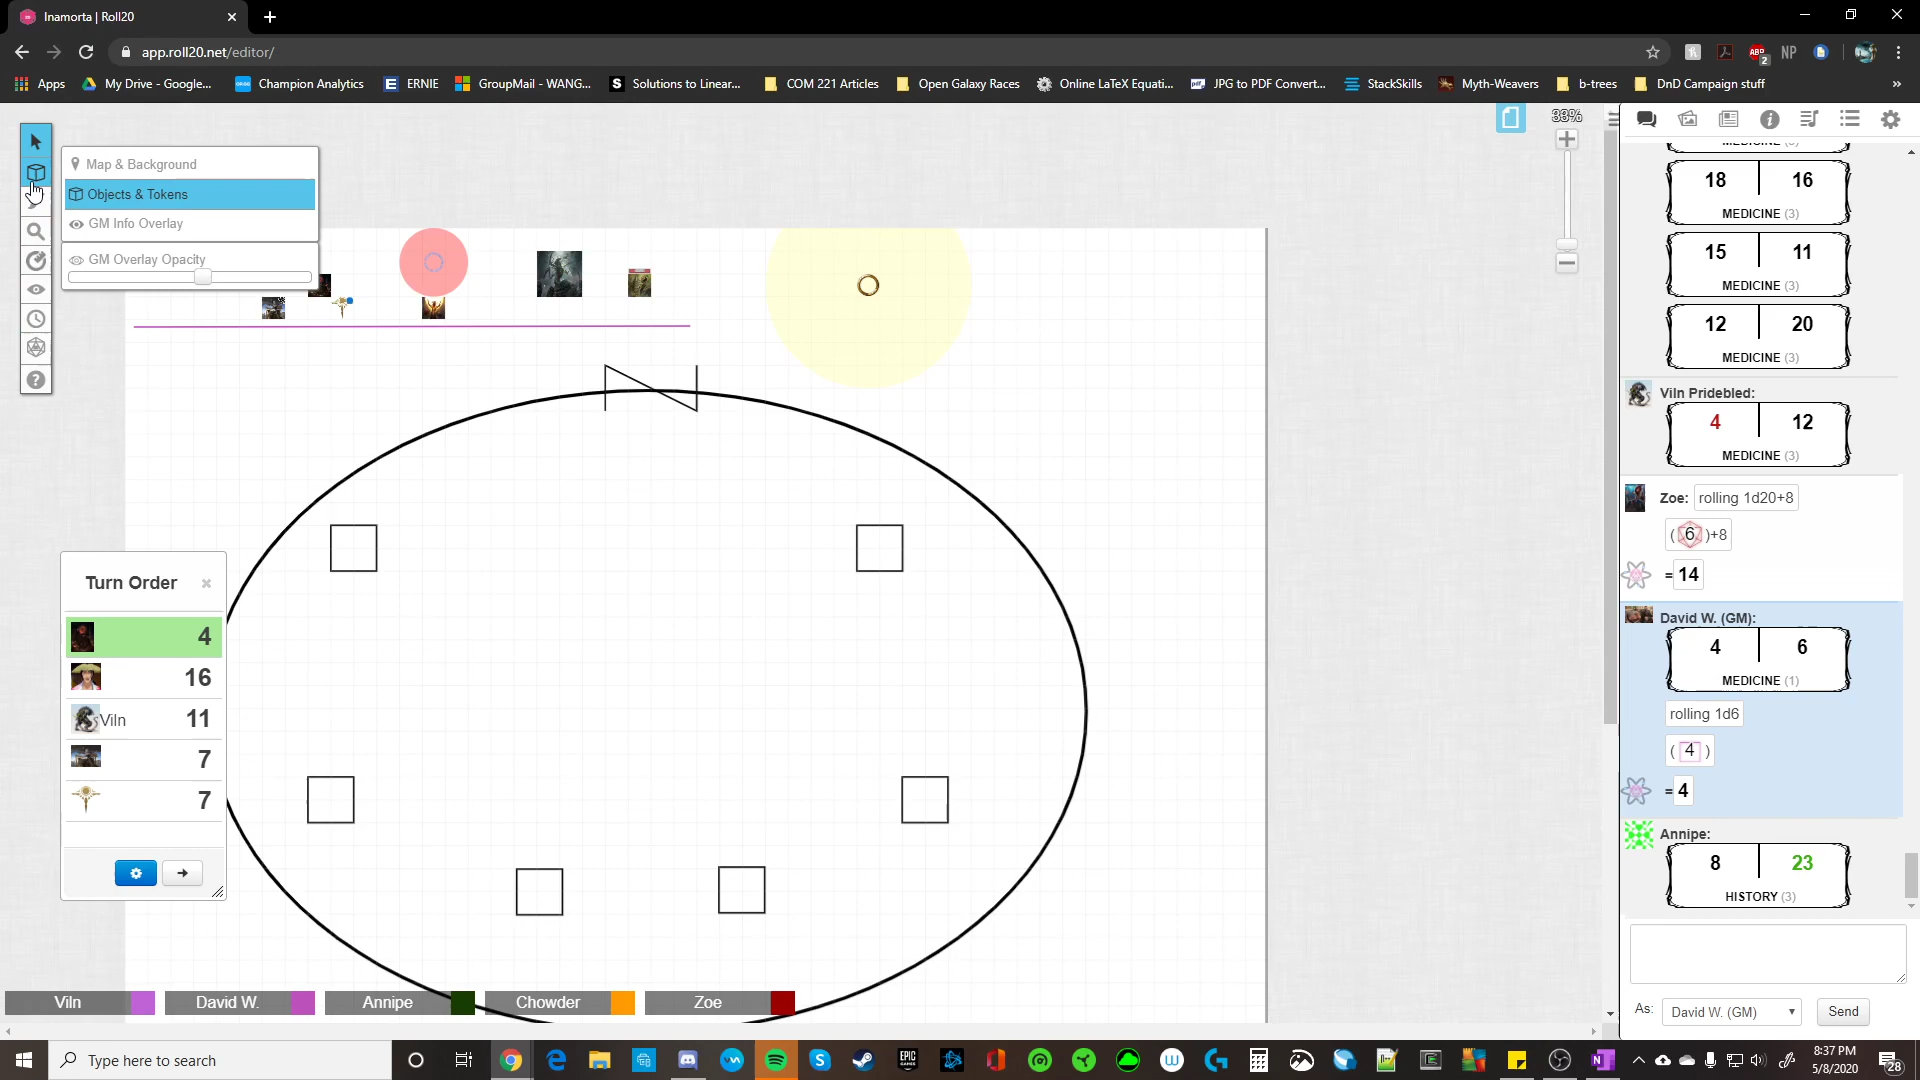 Inamorta | Roll20
app.roll20.net/editor/
Apps
My Drive - Google...
Champion Analytics
ERNIE
GroupMail - WANG...
Solutions to Linear...
COM 221 Articles
Open Galaxy Races
Online LaTeX Equati...
JPG to PDF Convert...
StackSkills
Myth-Weavers
b-trees
DnD Campaign stuff
»
Map & Background
Objects & Tokens
GM Info Overlay
GM Overlay Opacity
33%
Turn Order
4
16
Viln 11
7
7
18 16
MEDICINE (3)
15 11
MEDICINE (3)
12 20
MEDICINE (3)
Viln Pridebled:
4 12
MEDICINE (3)
Zoe: rolling 1d20+8
(6)+8
=14
David W. (GM):
4 6
MEDICINE (1)
rolling 1d6
(4)
=4
Annipe:
8 23
HISTORY (3)
As: David W. (GM) Send
Viln
David W.
Annipe
Chowder
Zoe
Type here to search
8:37 PM
5/8/2020
28